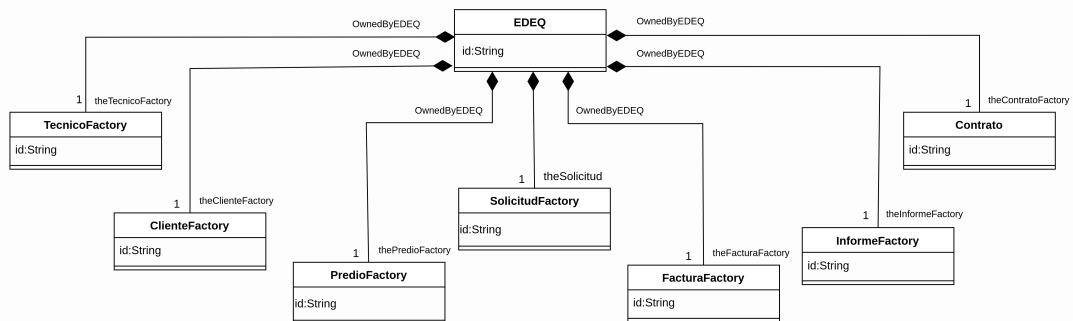 OwnedByEDEQ
EDEQ
OwnedByEDEQ
id:String
OwnedByEDEQ
OwnedByEDEQ
1 theTecnicoFactory
TecnicoFactory
id:String
OwnedByEDEQ
OwnedByEDEQ
1 theContratoFactory
Contrato
id:String
1 theClienteFactory
ClienteFactory
id:String
1 theSolicitud
SolicitudFactory
id:String
1 theInformeFactory
InformeFactory
id:String
1 thePredioFactory
PredioFactory
id:String
1 theFacturaFactory
FacturaFactory
id:String